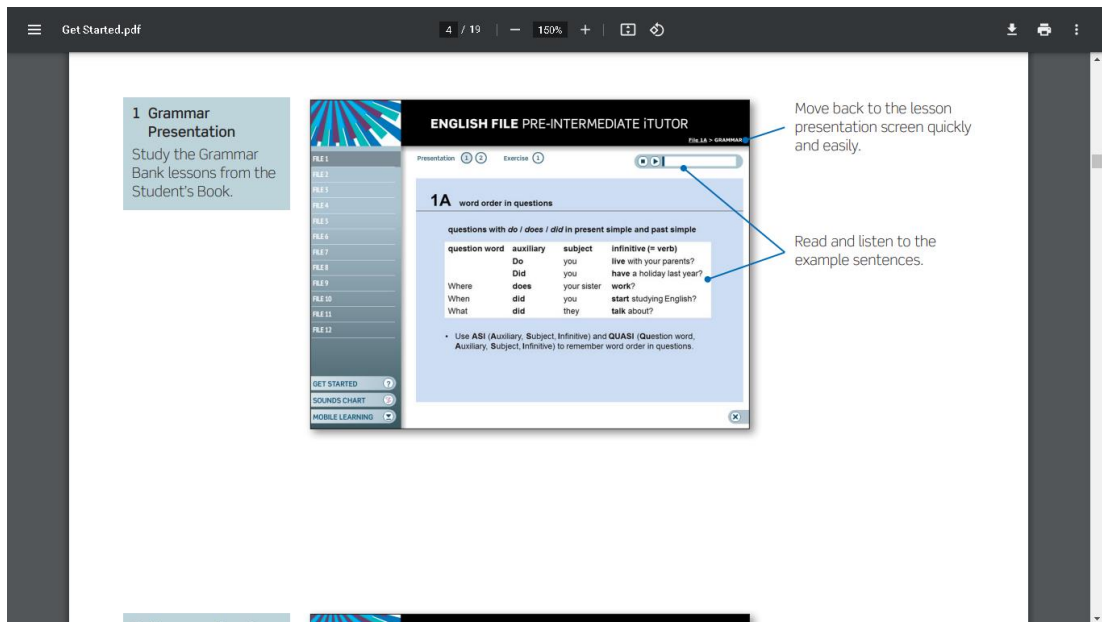 Get Started.pdf
4 / 19 | − 150% + |
1 Grammar
Presentation
Study the Grammar
Bank lessons from the
Student's Book.
ENGLISH FILE PRE-INTERMEDIATE iTUTOR
File 1A > GRAMMAR
FILE 1
FILE 2
FILE 3
FILE 4
FILE 5
FILE 6
FILE 7
FILE 8
FILE 9
FILE 10
FILE 11
FILE 12
GET STARTED ?
SOUNDS CHART
MOBILE LEARNING
Presentation 1 2 Exercise 1
1A word order in questions
questions with do / does / did in present simple and past simple
question word auxiliary subject infinitive (= verb)
Do you live with your parents?
Did you have a holiday last year?
Where does your sister work?
When did you start studying English?
What did they talk about?
• Use ASI (Auxiliary, Subject, Infinitive) and QUASI (Question word,
Auxiliary, Subject, Infinitive) to remember word order in questions.
Move back to the lesson
presentation screen quickly
and easily.
Read and listen to the
example sentences.